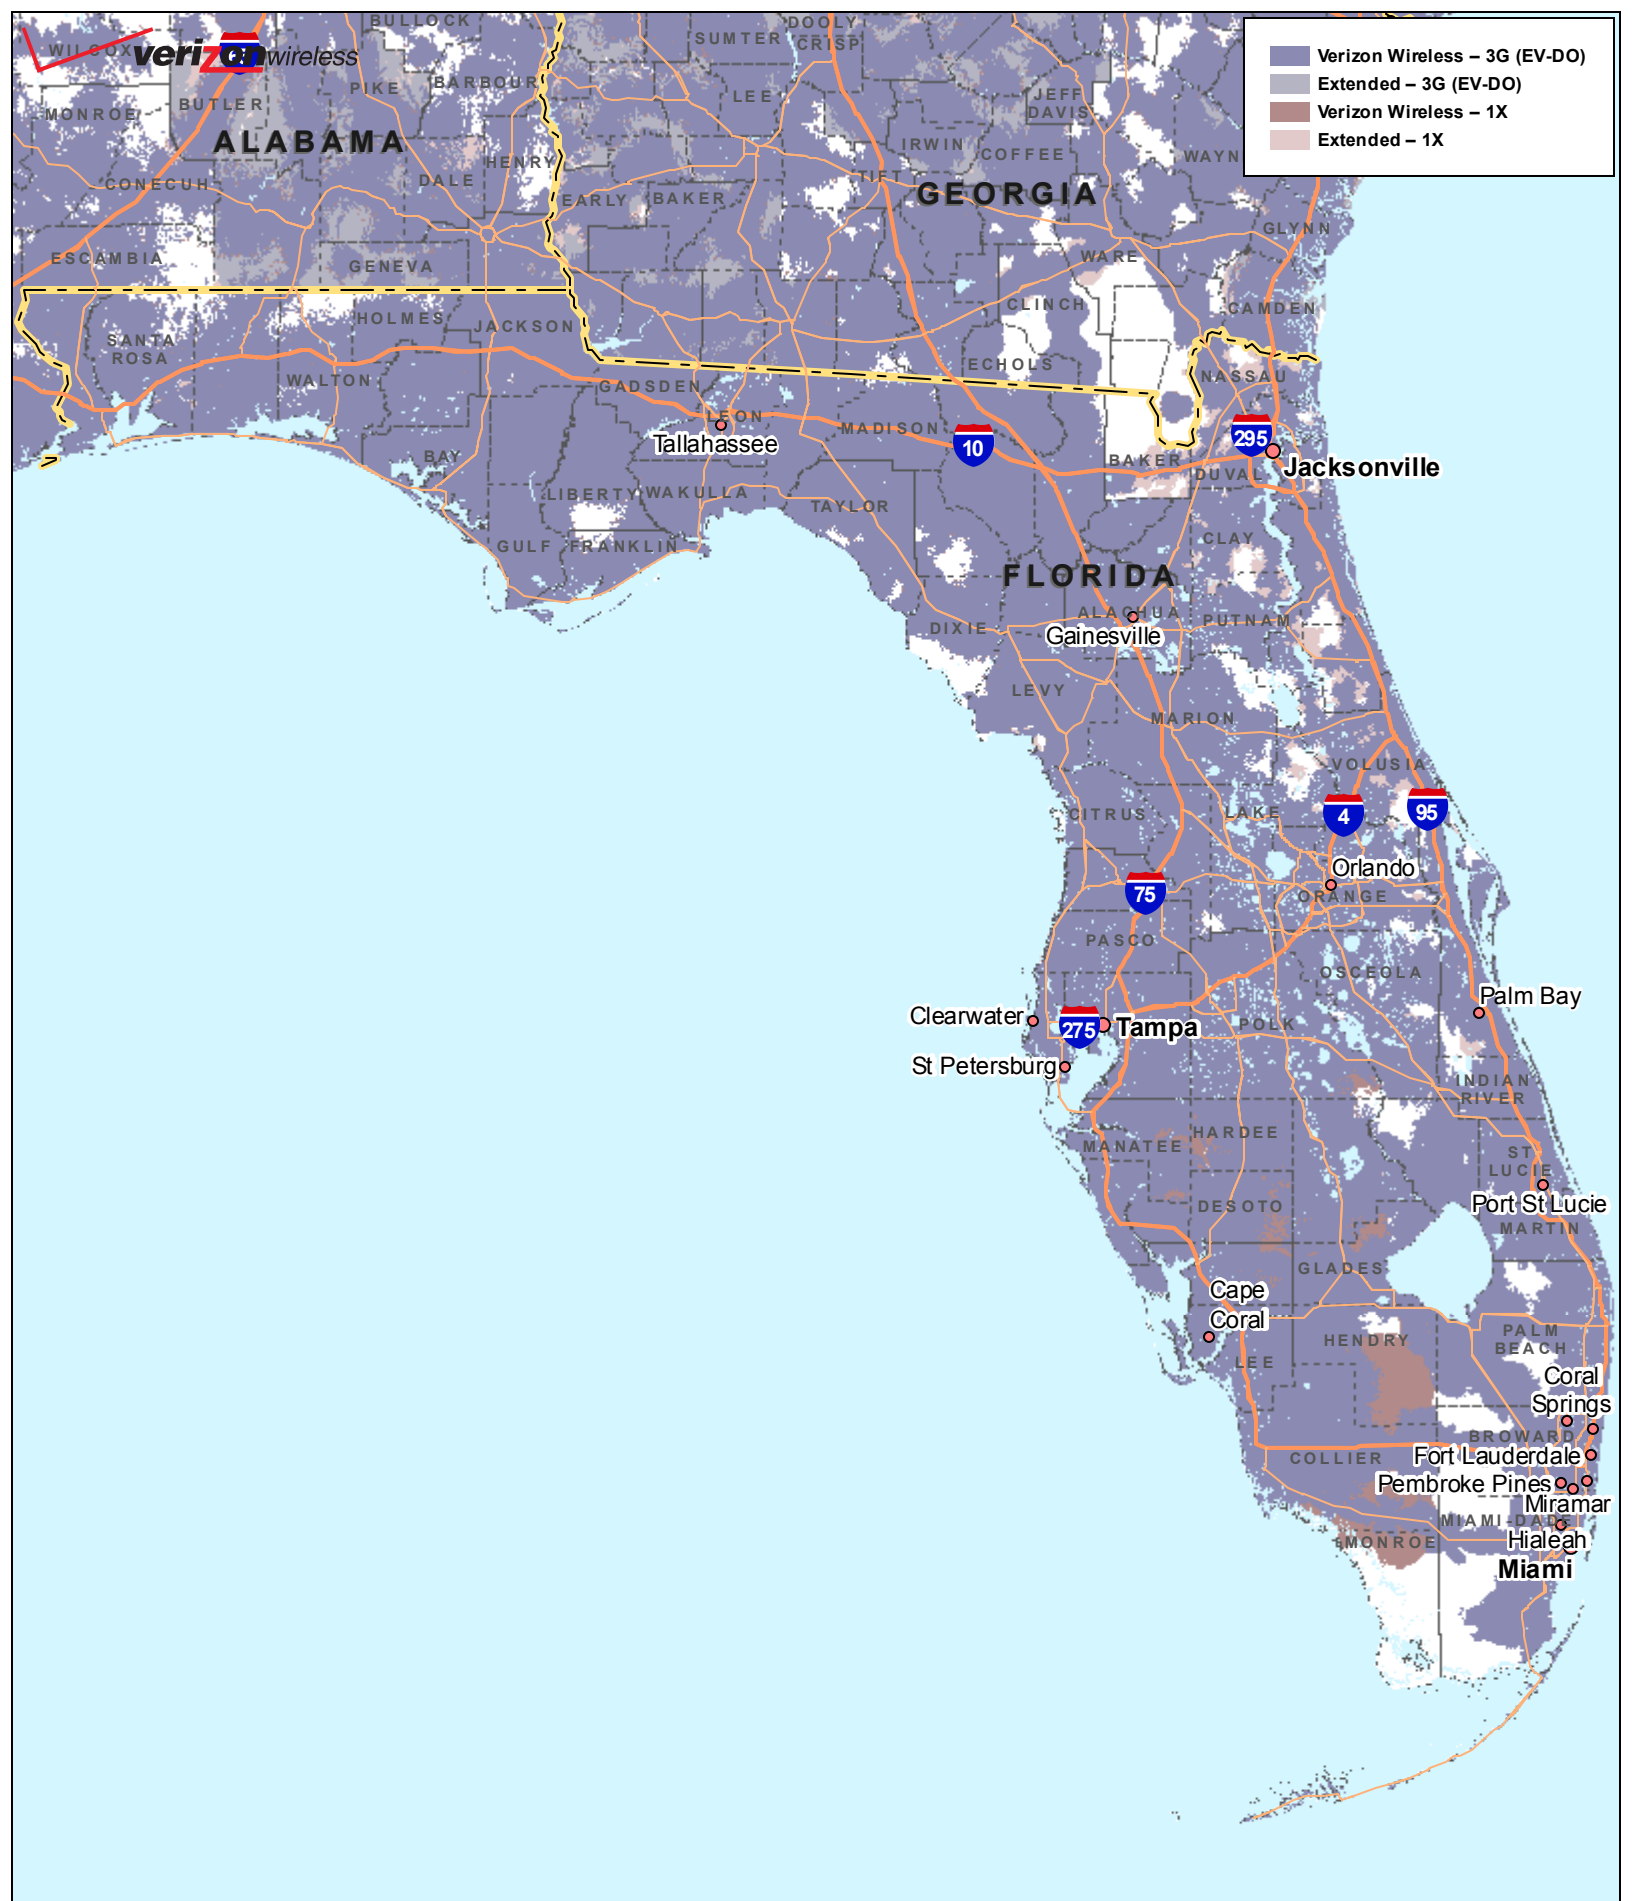 BULLOCK
DOOLY
WILCOX
verizonwireless
SUMTER
CRISP
Verizon Wireless – 3G (EV-DO)
Extended – 3G (EV-DO)
Verizon Wireless – 1X
Extended – 1X
MONROE
BUTLER
PIKE
BARBOUR
LEE
JEFF
DAVIS
ALABAMA
HENRY
IRWIN
COFFEE
WAYN
CONECUH
DALE
EARLY
BAKER
TIFT
GEORGIA
GLYNN
ESCAMBIA
GENEVA
WARE
HOLMES
JACKSON
CLINCH
CAMDEN
SANTA
ROSA
WALTON
GADSDEN
ECHOLS
NASSAU
LEON
Tallahassee
MADISON
10
295
BAY
BAKER
DUVAL
Jacksonville
LIBERTY
WAKULLA
TAYLOR
GULF
FRANKLIN
CLAY
FLORIDA
DIXIE
ALACHUA
Gainesville
PUTNAM
LEVY
MARION
VOLUSIA
CITRUS
LAKE
4
95
Orlando
75
ORANGE
PASCO
OSCEOLA
Palm Bay
Clearwater
275
Tampa
POLK
St Petersburg
INDIAN
RIVER
MANATEE
HARDEE
ST
LUCIE
DESOTO
Port St Lucie
MARTIN
GLADES
Cape
Coral
HENDRY
PALM
BEACH
LEE
Coral
Springs
BROWARD
COLLIER
Fort Lauderdale
Pembroke Pines
Miramar
MIAMI-DADE
MONROE
Hialeah
Miami